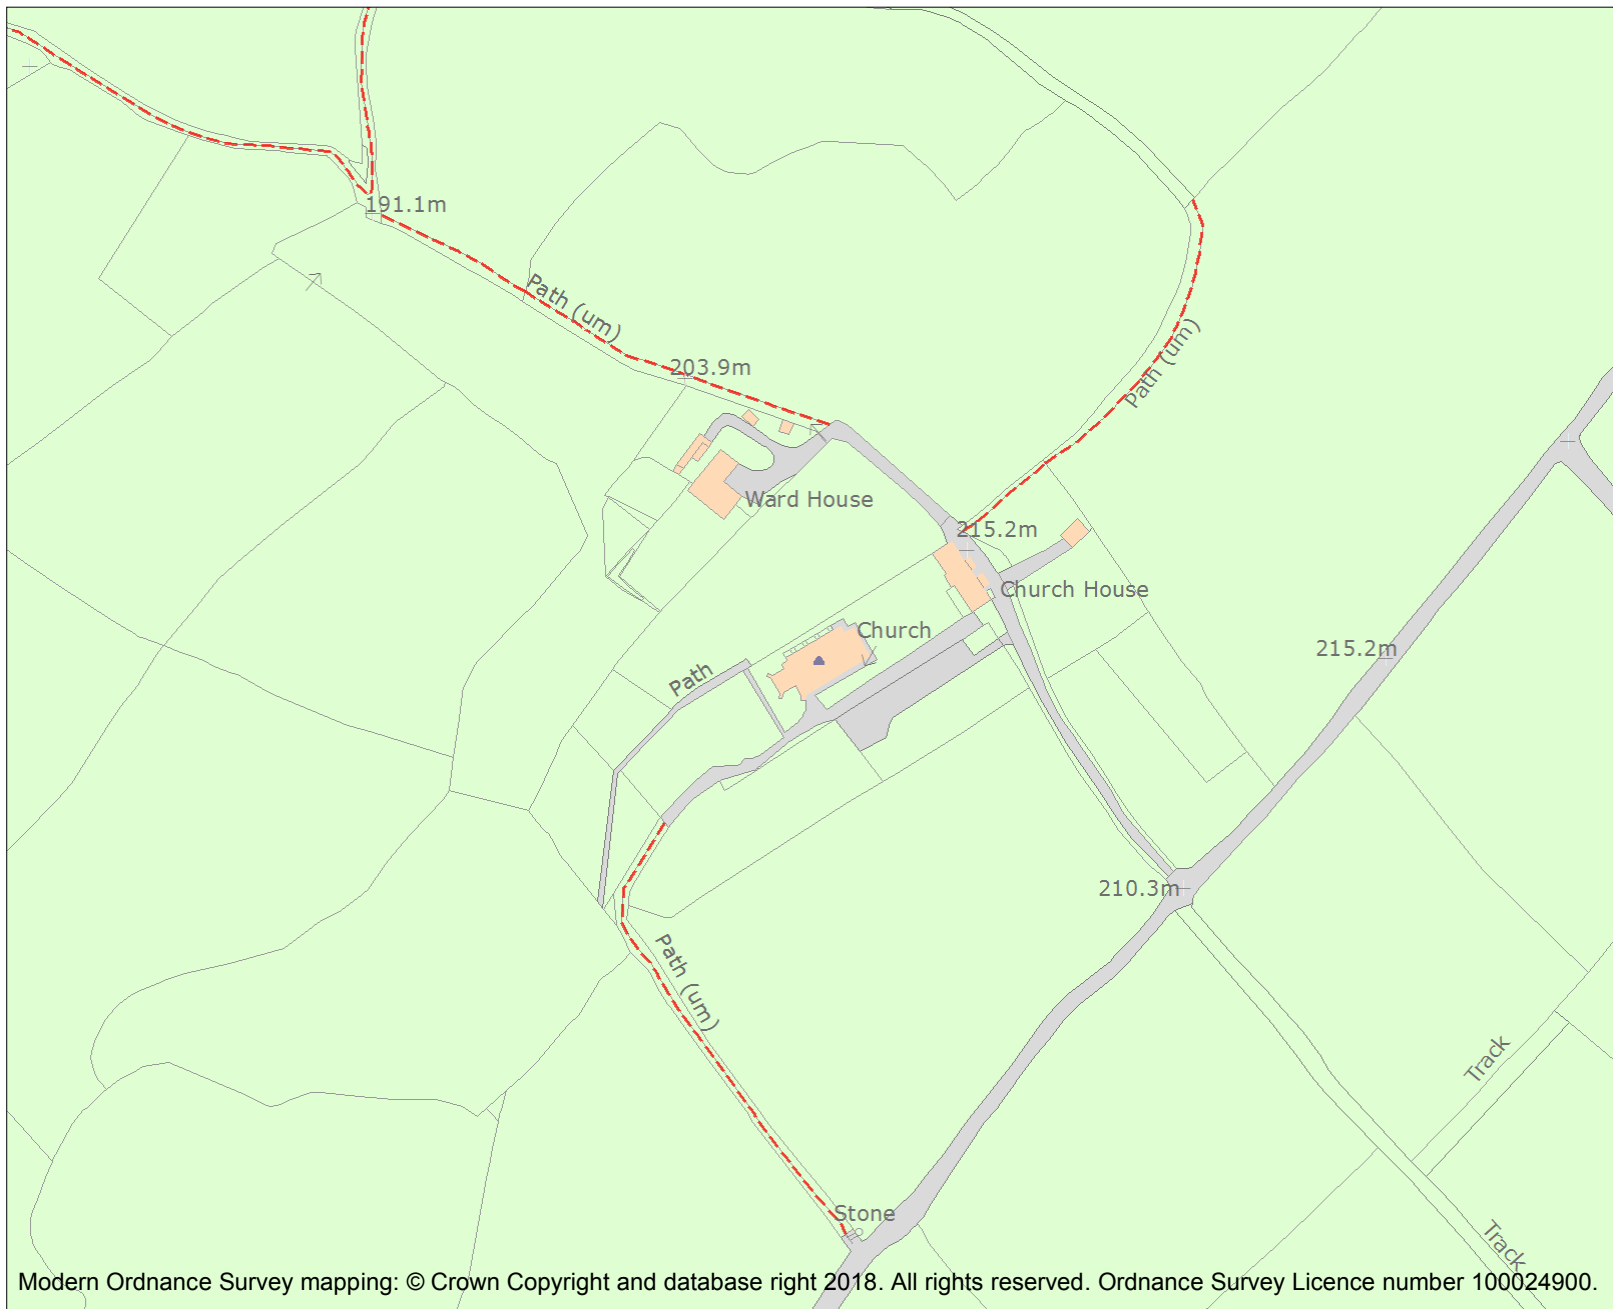 191.1m
Path (um)
203.9m
Path (um)
Ward House
215.2m
Church House
Church
215.2m
Path
210.3m
Path (um)
Track
Stone
Track
Modern Ordnance Survey mapping: © Crown Copyright and database right 2018. All rights reserved. Ordnance Survey Licence number 100024900.